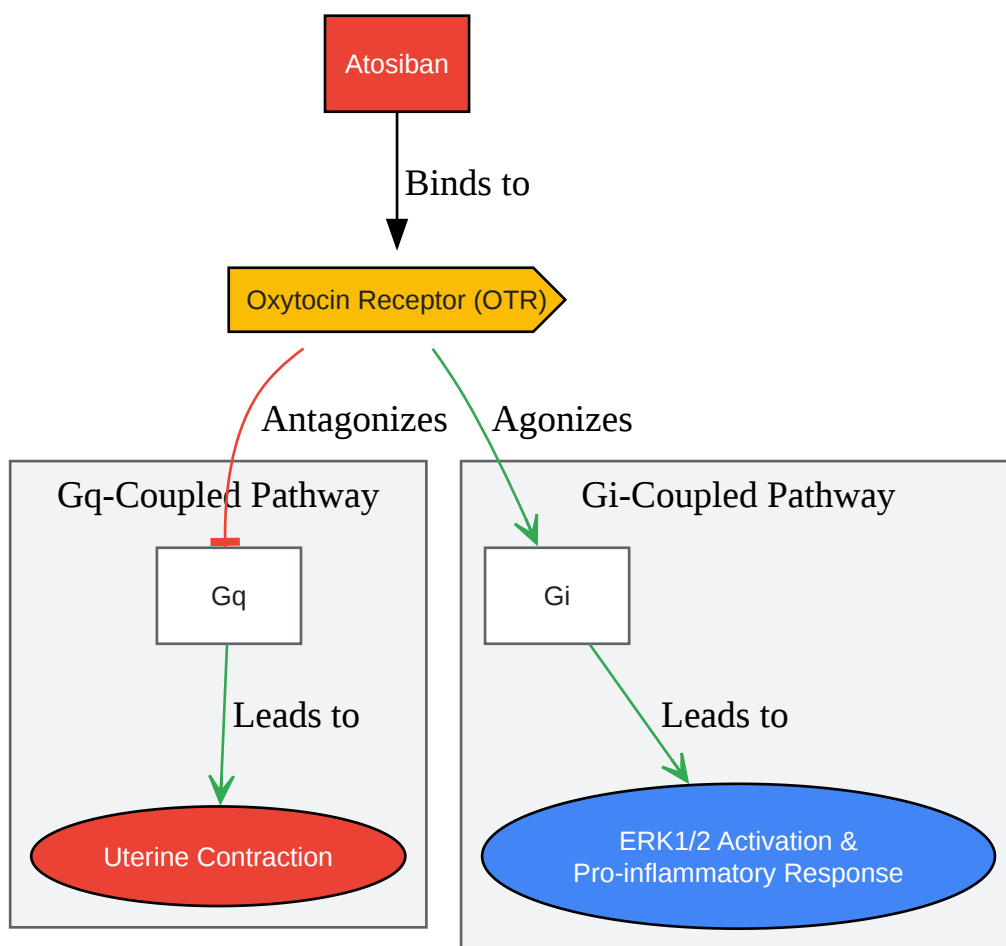 Atosiban
Binds to
Oxytocin Receptor (OTR)
Antagonizes
Agonizes
Gq-Coupled Pathway
Gi-Coupled Pathway
Gq
Gi
Leads to
Leads to
Uterine Contraction
ERK1/2 Activation &
Pro-inflammatory Response